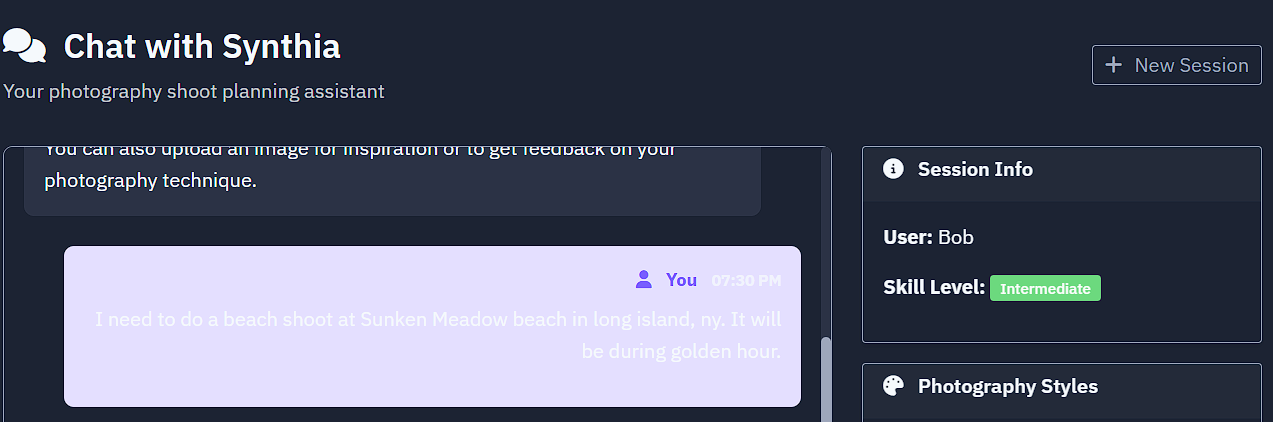 Chat with Synthia
Your photography shoot planning assistant
+ New Session
You can also upload an image for inspiration or to get feedback on your
photography technique.
You 07:30 PM
I need to do a beach shoot at Sunken Meadow beach in long island, ny. It will
be during golden hour.
Session Info
User: Bob
Skill Level: Intermediate
Photography Styles